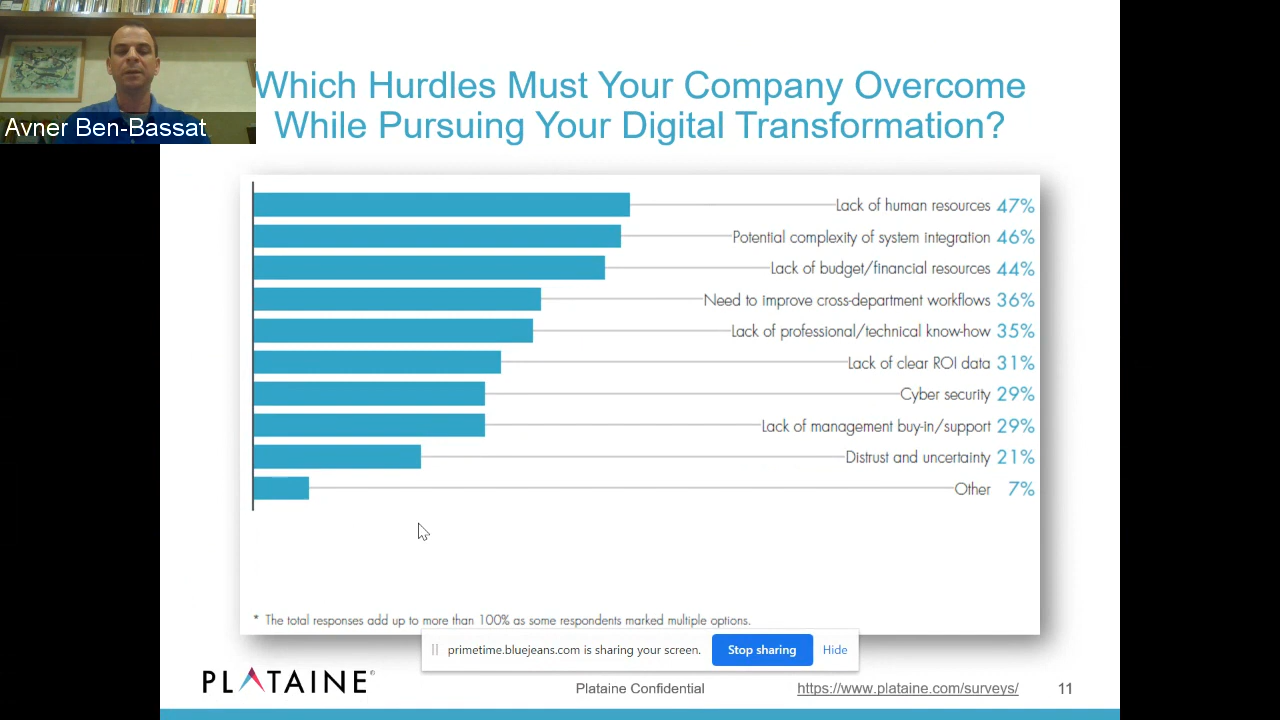 Avner Ben-Bassat
Which Hurdles Must Your Company Overcome
While Pursuing Your Digital Transformation?
Lack of human resources 47%
Potential complexity of system integration 46%
Lack of budget/financial resources 44%
Need to improve cross-department workflows 36%
Lack of professional/technical know-how 35%
Lack of clear ROI data 31%
Cyber security 29%
Lack of management buy-in/support 29%
Distrust and uncertainty 21%
Other 7%
* The total responses add up to more than 100% as some respondents marked multiple options.
primetime.bluejeans.com is sharing your screen. Stop sharing Hide
PLATAINE® Plataine Confidential https://www.plataine.com/surveys/ 11